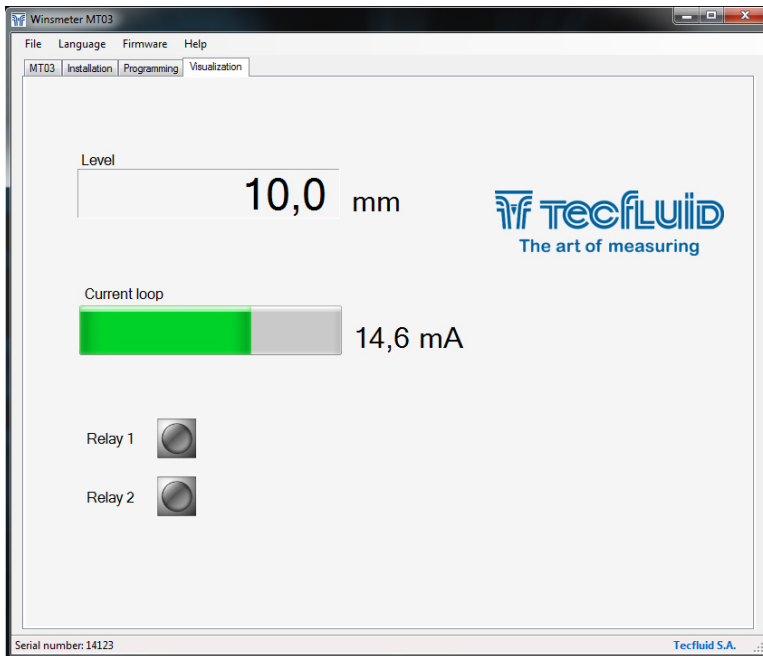 Winsmeter MT03
File Language Firmware Help
MT03 Installation Programming Visualization
Level
10,0 mm
TECFLUID
The art of measuring
Current loop
14,6 mA
Relay 1
Relay 2
Serial number: 14123 Tecfluid S.A.